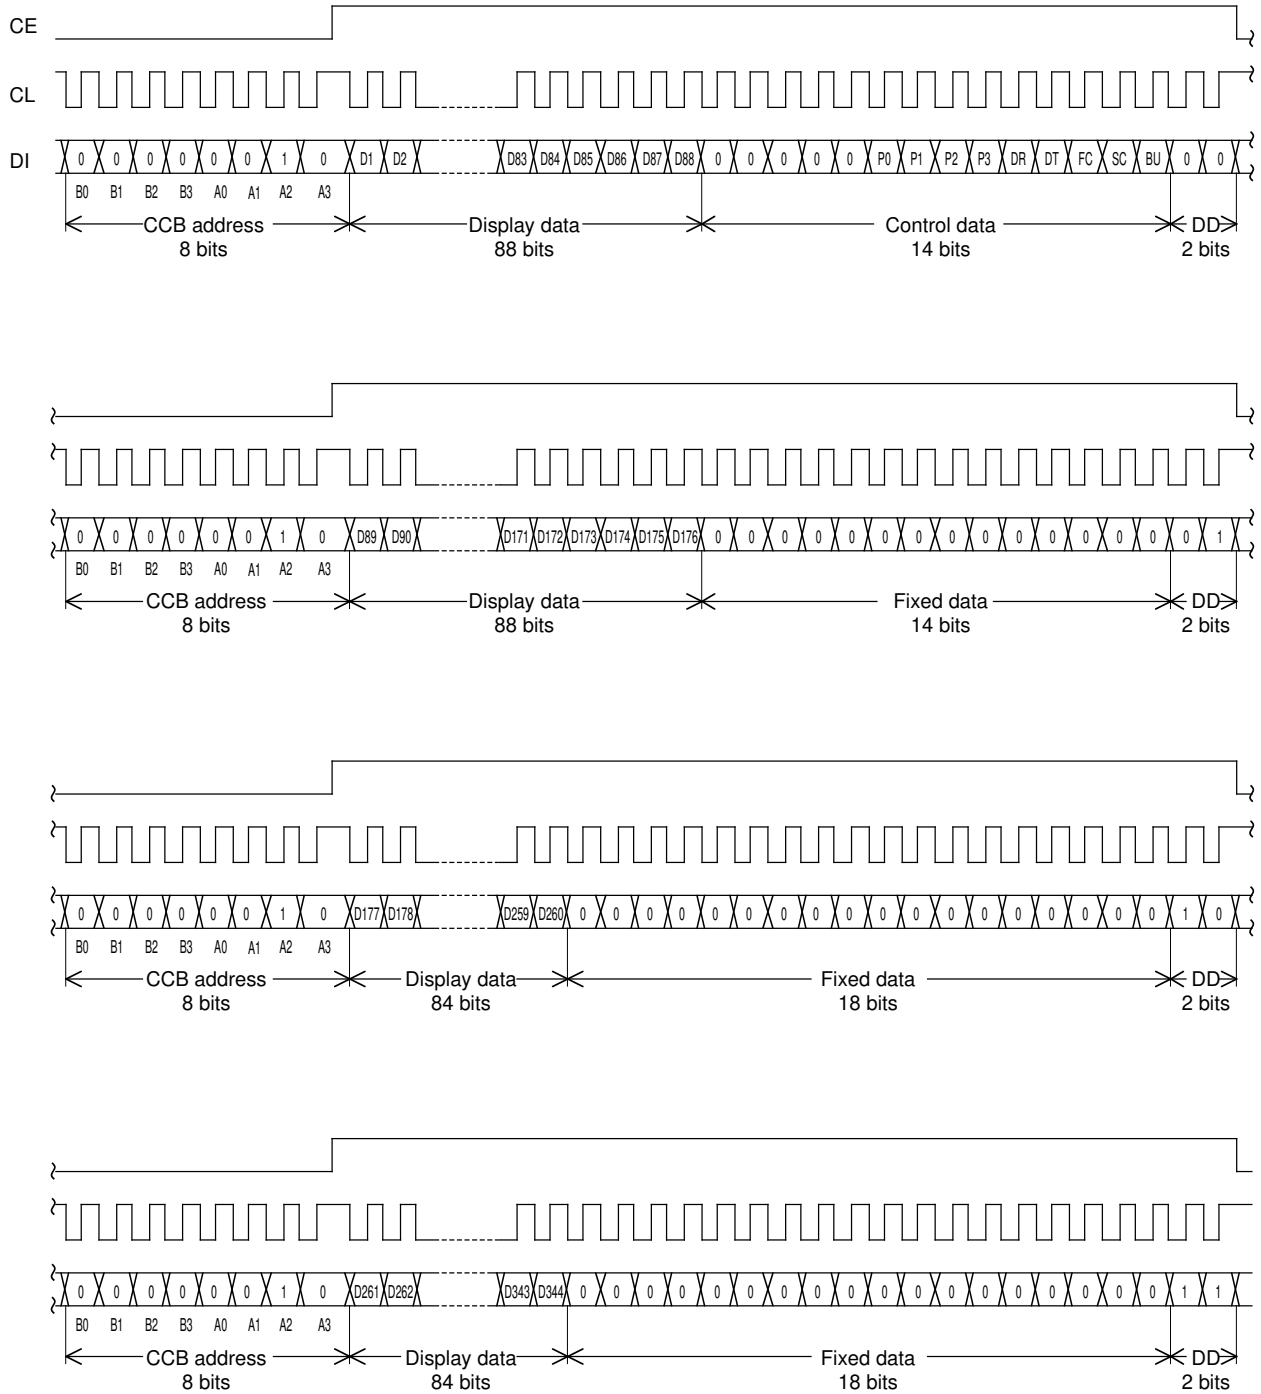 CE
CL
DI 0 0 0 0 0 0 1 0 D1 D2 D83 D84 D85 D86 D87 D88 0 0 0 0 0 P0 P1 P2 P3 DR DT FC SC BU 0 0
B0 B1 B2 B3 A0 A1 A2 A3
CCB address Display data Control data DD
8 bits 88 bits 14 bits 2 bits
0 0 0 0 0 0 1 0 D89 D90 D171 D172 D173 D174 D175 D176 0 0 0 0 0 0 0 0 0 0 0 0 0 0 0 1
B0 B1 B2 B3 A0 A1 A2 A3
CCB address Display data Fixed data DD
8 bits 88 bits 14 bits 2 bits
0 0 0 0 0 0 1 0 D177 D178 D259 D260 0 0 0 0 0 0 0 0 0 0 0 0 0 0 0 0 0 0 1 0
B0 B1 B2 B3 A0 A1 A2 A3
CCB address Display data Fixed data DD
8 bits 84 bits 18 bits 2 bits
0 0 0 0 0 0 1 0 D261 D262 D343 D344 0 0 0 0 0 0 0 0 0 0 0 0 0 0 0 0 0 0 1 1
B0 B1 B2 B3 A0 A1 A2 A3
CCB address Display data Fixed data DD
8 bits 84 bits 18 bits 2 bits